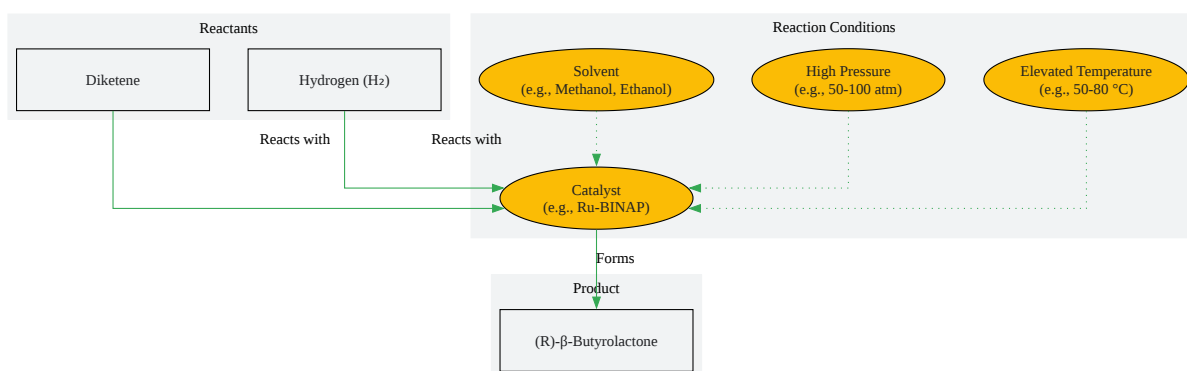 Reactants
Reaction Conditions
Diketene
Hydrogen (H₂)
Solvent
(e.g., Methanol, Ethanol)
High Pressure
(e.g., 50-100 atm)
Elevated Temperature
(e.g., 50-80 °C)
Reacts with
Reacts with
Catalyst
(e.g., Ru-BINAP)
Forms
Product
(R)-β-Butyrolactone